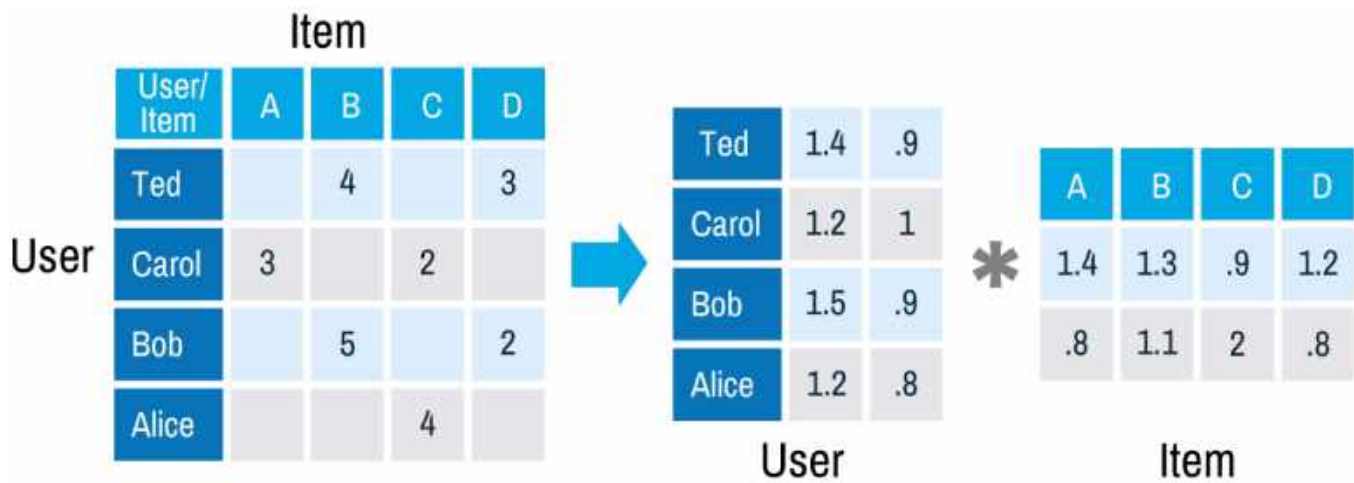 Item
User/
Item A B C D
Ted 4 3
User Carol 3 2
Bob 5 2
Alice 4
Ted 1.4 .9
Carol 1.2 1
Bob 1.5 .9
Alice 1.2 .8
User
*
A B C D
1.4 1.3 .9 1.2
.8 1.1 2 .8
Item